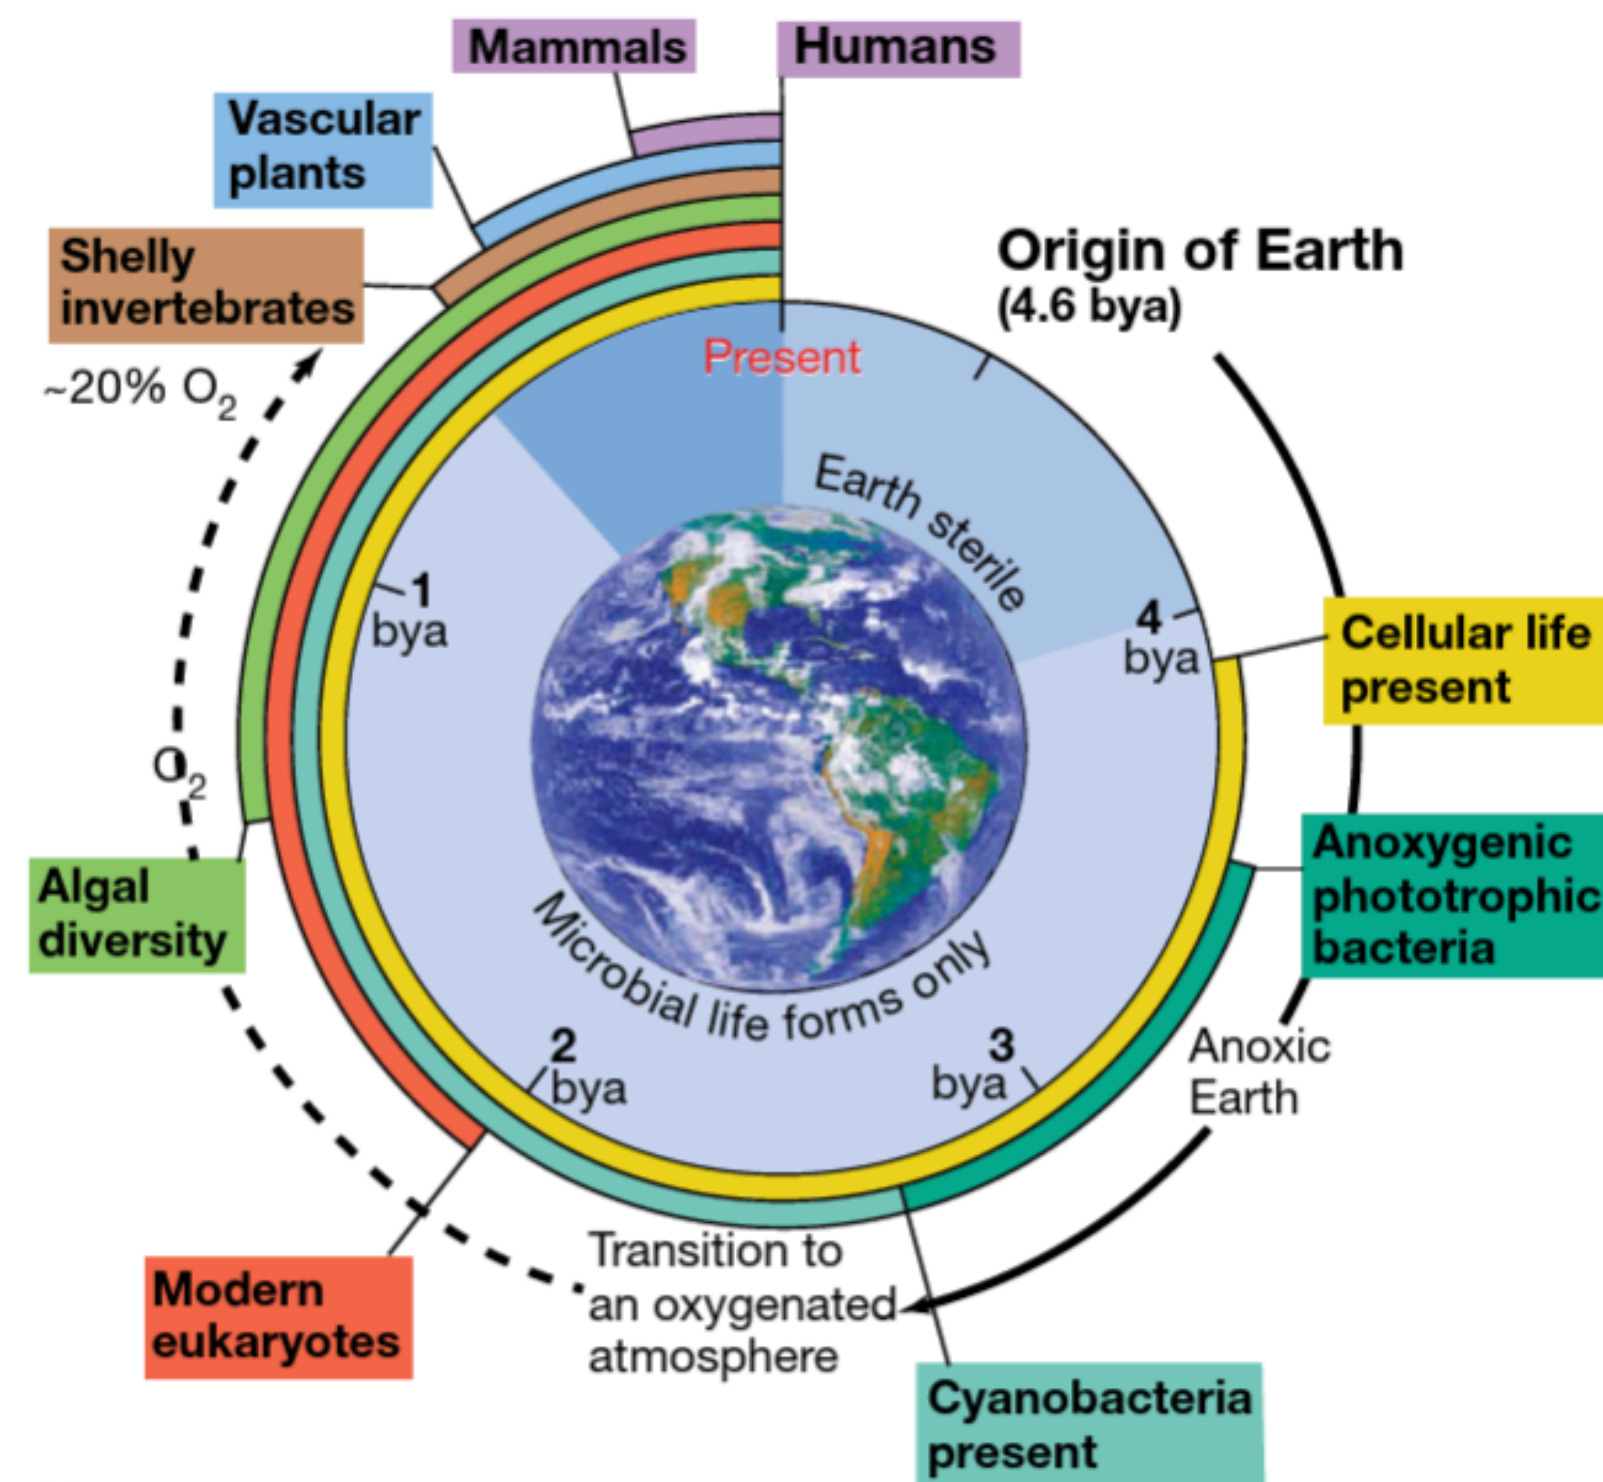 Mammals
Humans
Vascular
plants
Shelly
invertebrates
~20% O₂
Origin of Earth
(4.6 bya)
Present
Earth sterile
1
bya
4
bya
Cellular life
present
O₂
Anoxygenic
phototrophic
bacteria
Algal
diversity
Microbial life forms only
2
bya
3
bya
Anoxic
Earth
Transition to
an oxygenated
atmosphere
Modern
eukaryotes
Cyanobacteria
present